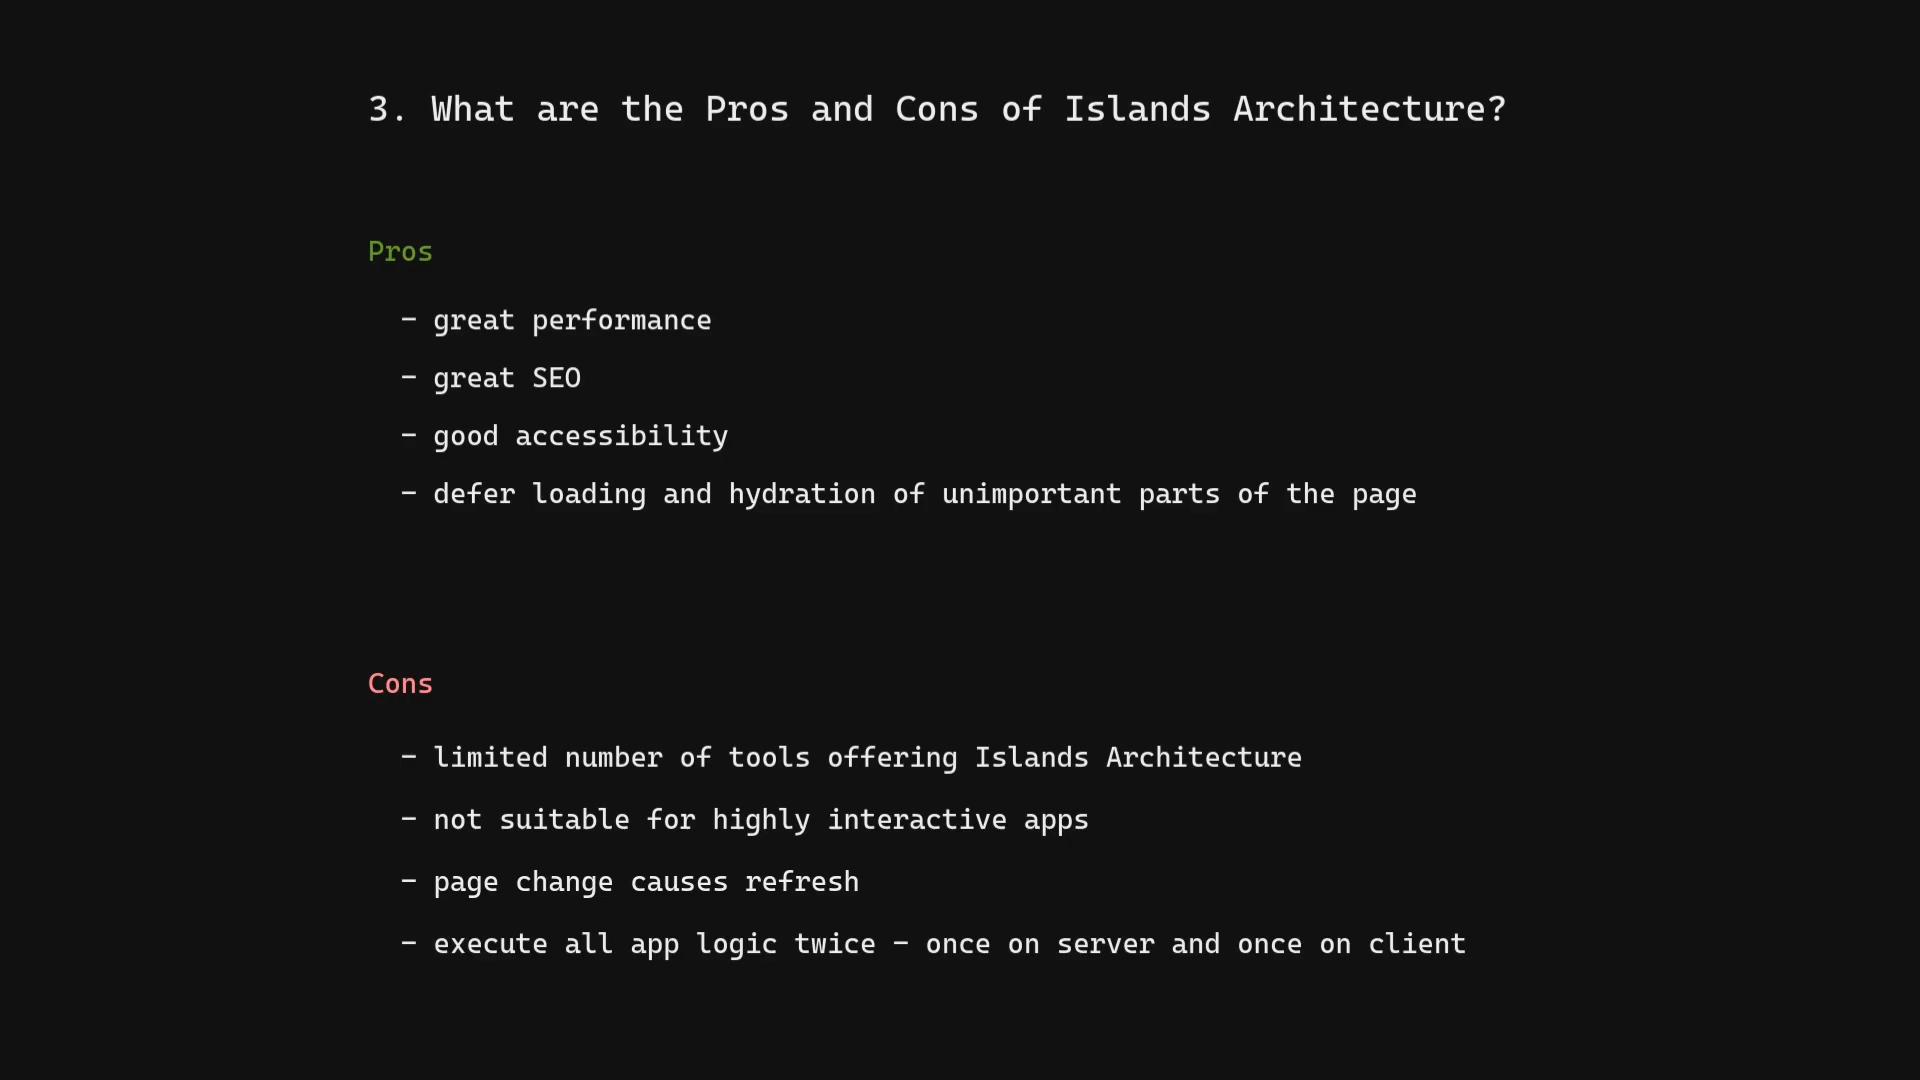 3. What are the Pros and Cons of Islands Architecture?
Pros
- great performance
- great SEO
- good accessibility
- defer loading and hydration of unimportant parts of the page
Cons
- limited number of tools offering Islands Architecture
- not suitable for highly interactive apps
- page change causes refresh
- execute all app logic twice - once on server and once on client